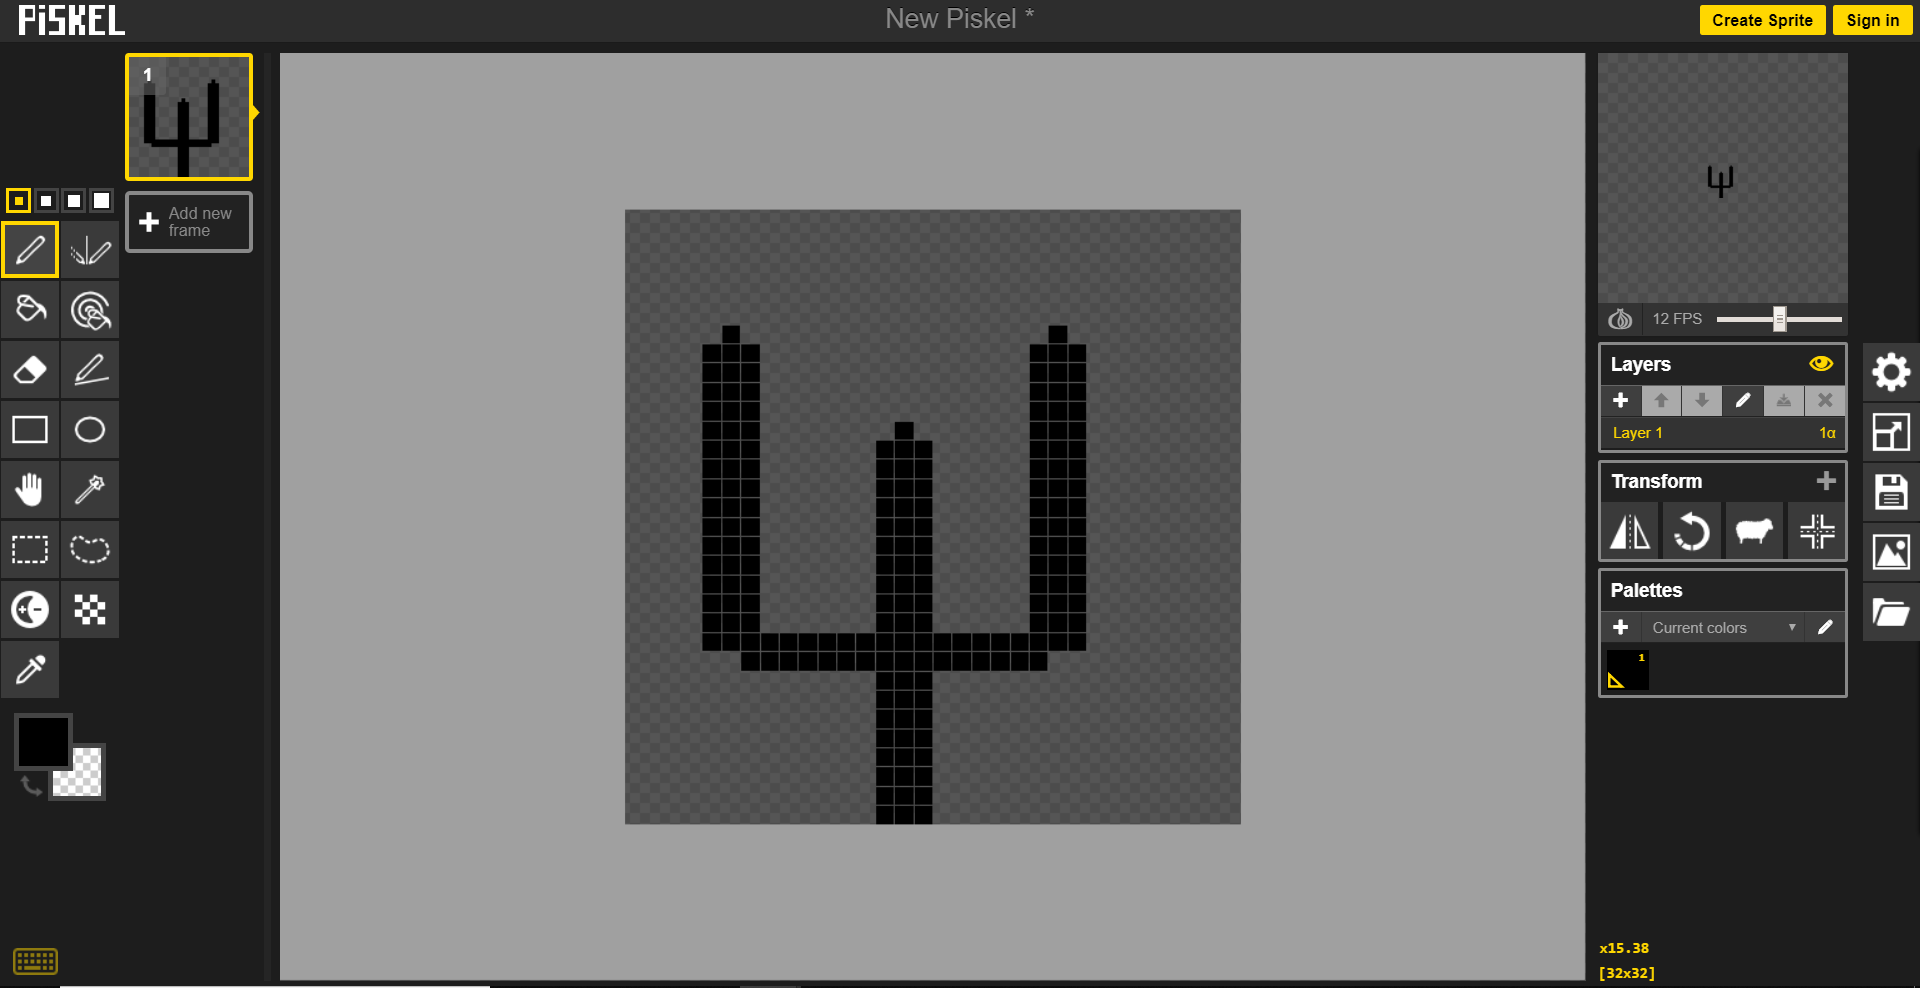 PiSKEL
New Piskel *
Create Sprite
Sign in
1
Add new
frame
12 FPS
Layers
Layer 1
1α
Transform
Palettes
Current colors
1
x15.38
[32x32]